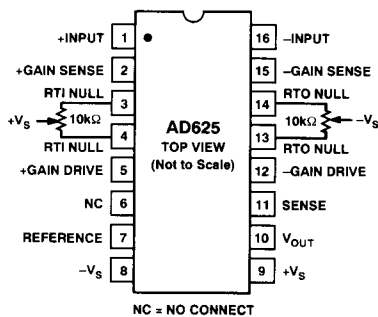 +INPUT 1 16 –INPUT
+GAIN SENSE 2 15 –GAIN SENSE
RTI NULL 3 14 RTO NULL
+VS 10kΩ 10kΩ –VS
RTI NULL 4 13 RTO NULL
AD625
TOP VIEW
(Not to Scale)
+GAIN DRIVE 5 12 –GAIN DRIVE
NC 6 11 SENSE
REFERENCE 7 10 VOUT
–VS 8 9 +VS
NC = NO CONNECT